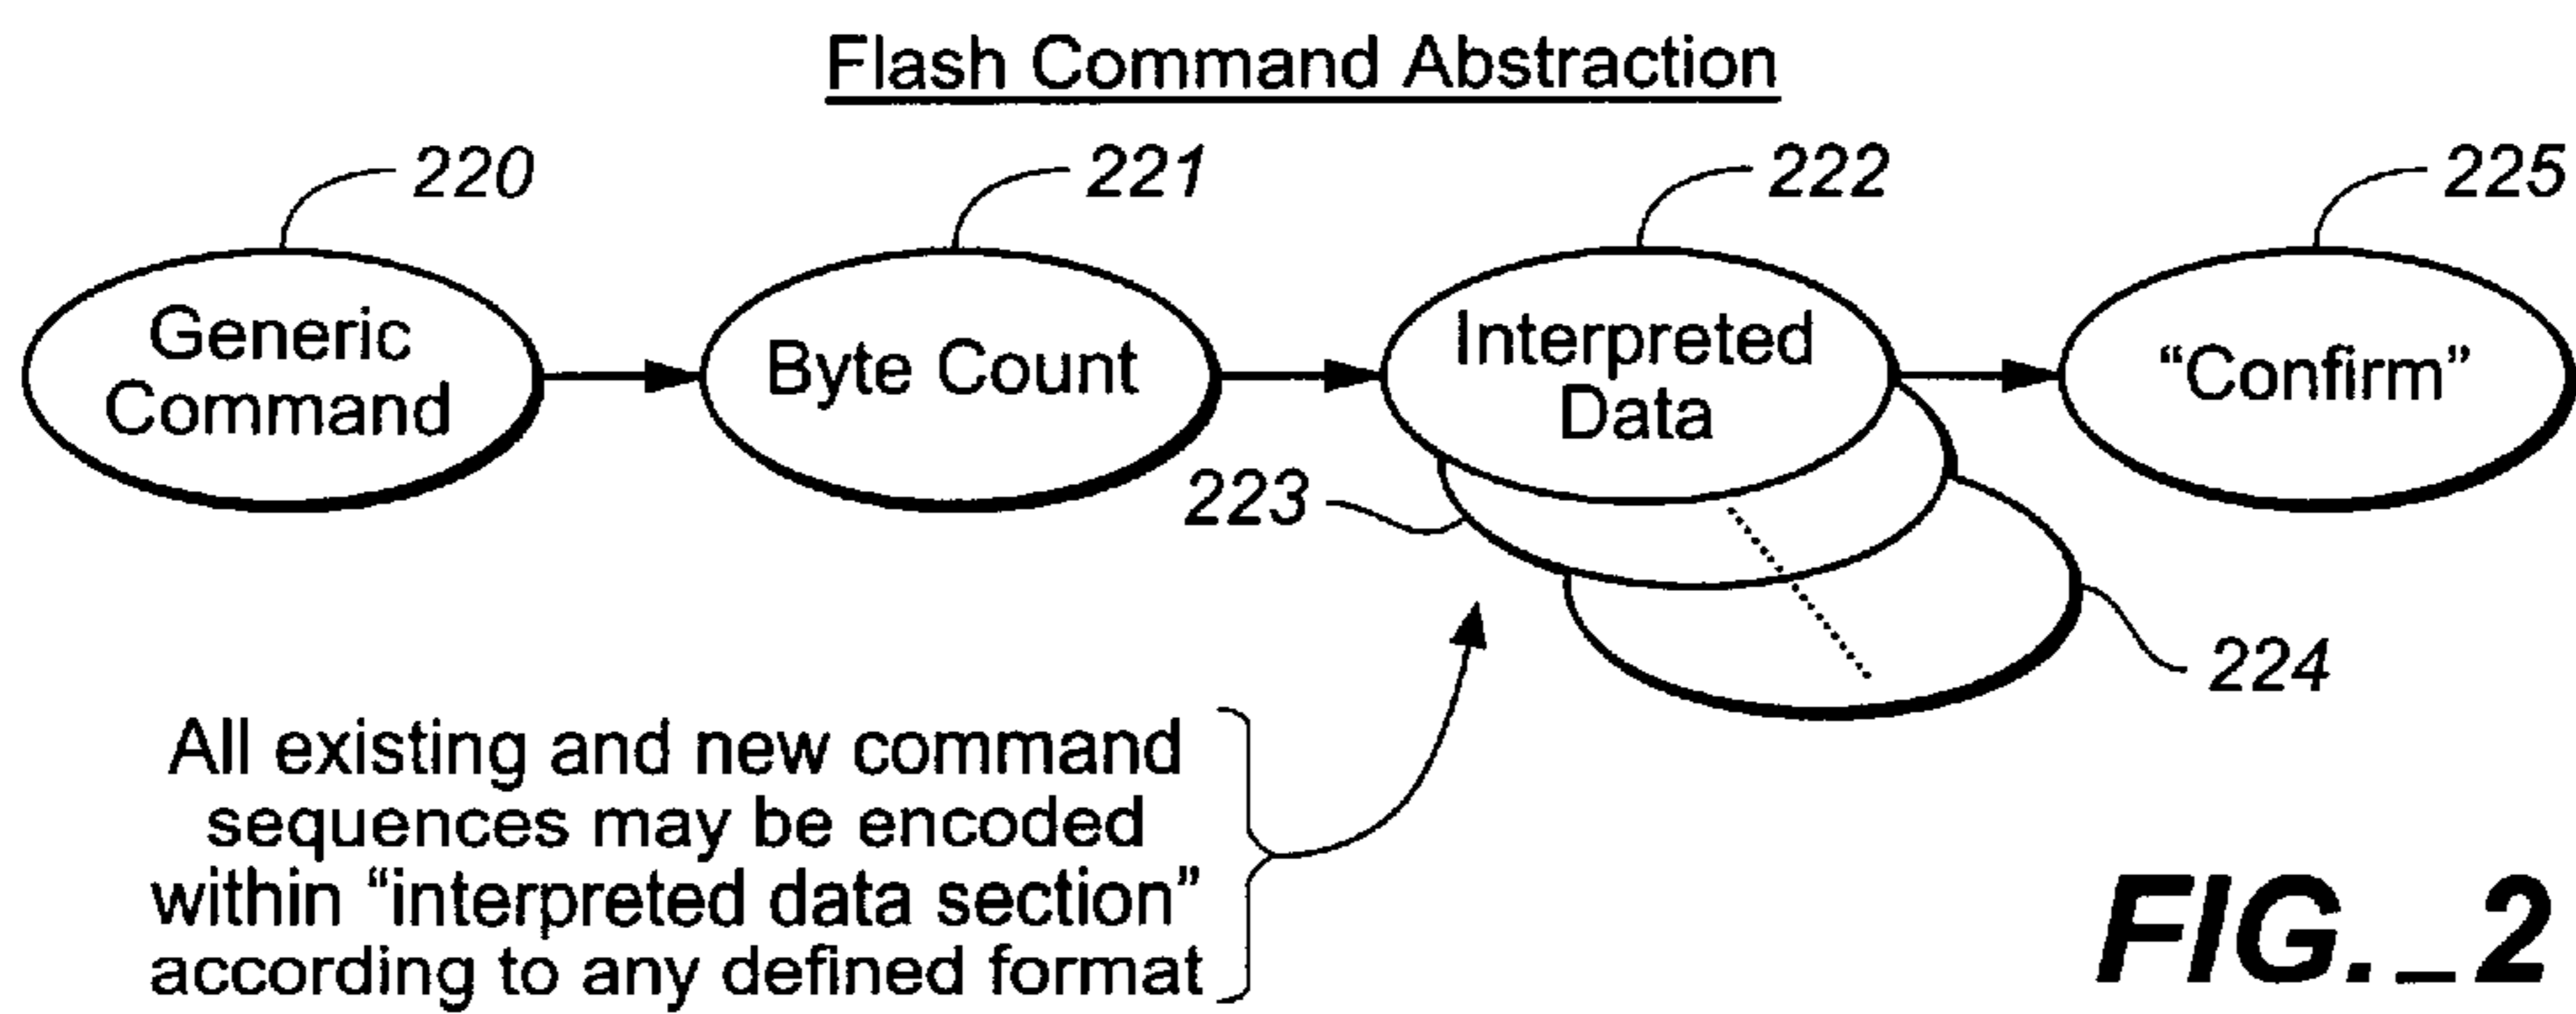 Flash Command Abstraction
220
221
222
225
Generic
Command
Byte Count
Interpreted
Data
“Confirm”
223
224
All existing and new command
sequences may be encoded
within “interpreted data section”
according to any defined format
FIG._2